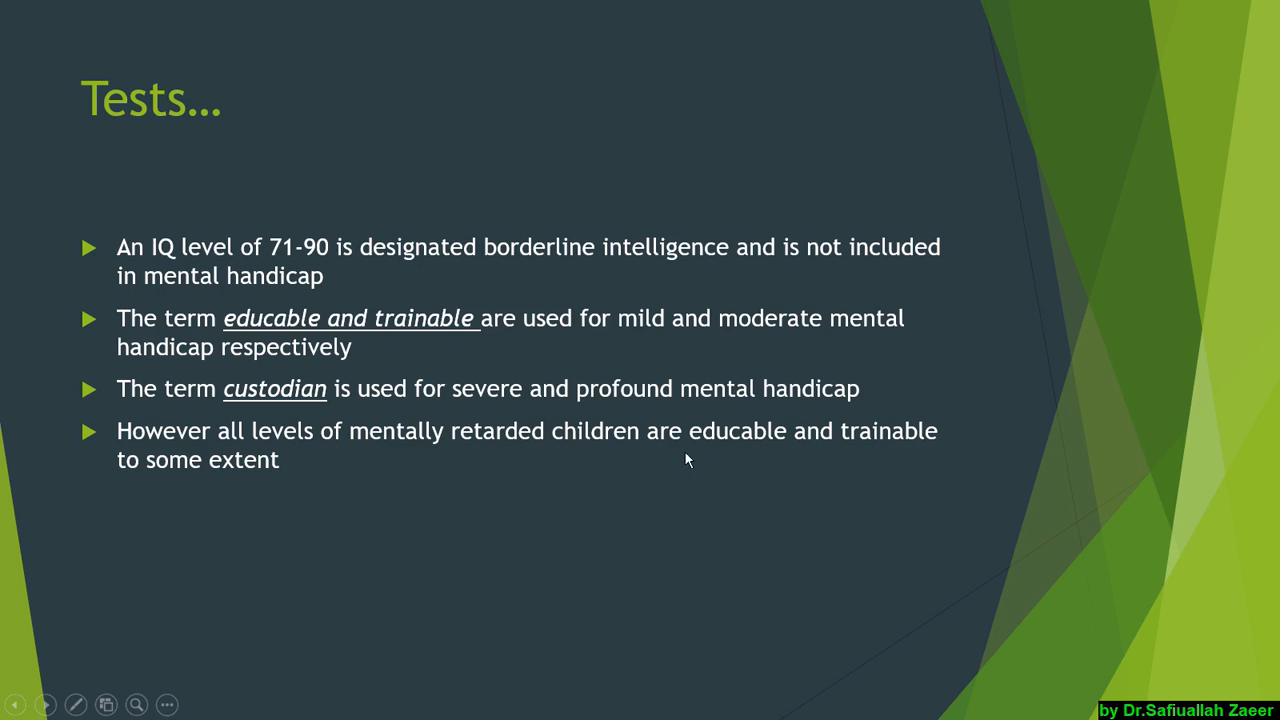 Tests...
An IQ level of 71-90 is designated borderline intelligence and is not included
in mental handicap
The term educable and trainable are used for mild and moderate mental
handicap respectively
The term custodian is used for severe and profound mental handicap
However all levels of mentally retarded children are educable and trainable
to some extent
by Dr.Safiuallah Zaeer